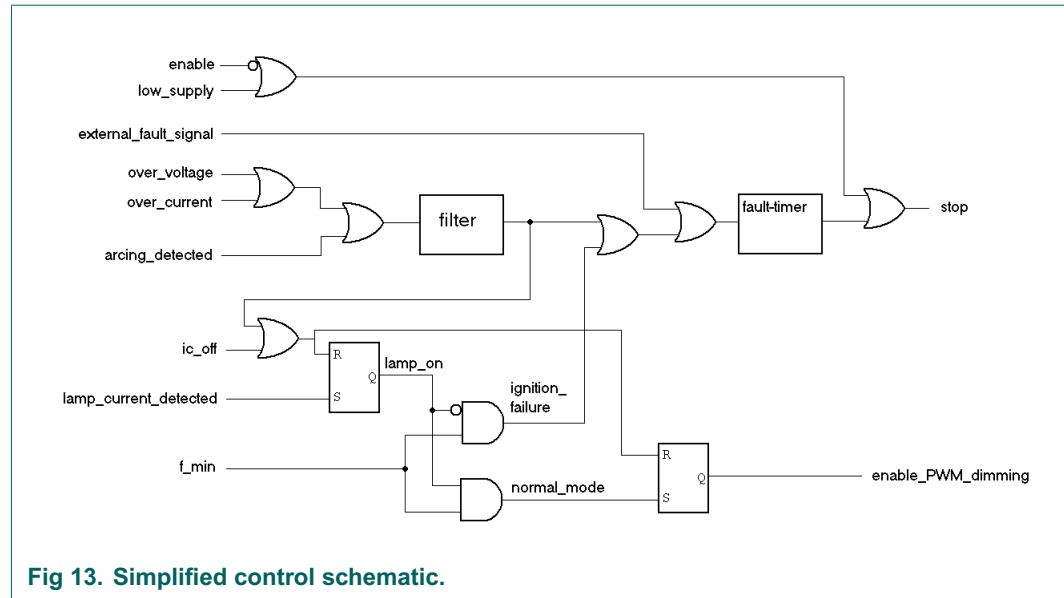 enable
low_supply
external_fault_signal
over_voltage
over_current
filter
fault-timer
stop
arcing_detected
ic_off
R
Q
S
lamp_on
lamp_current_detected
ignition_
failure
f_min
normal_mode
R
Q
S
enable_PWM_dimming
Fig 13. Simplified control schematic.